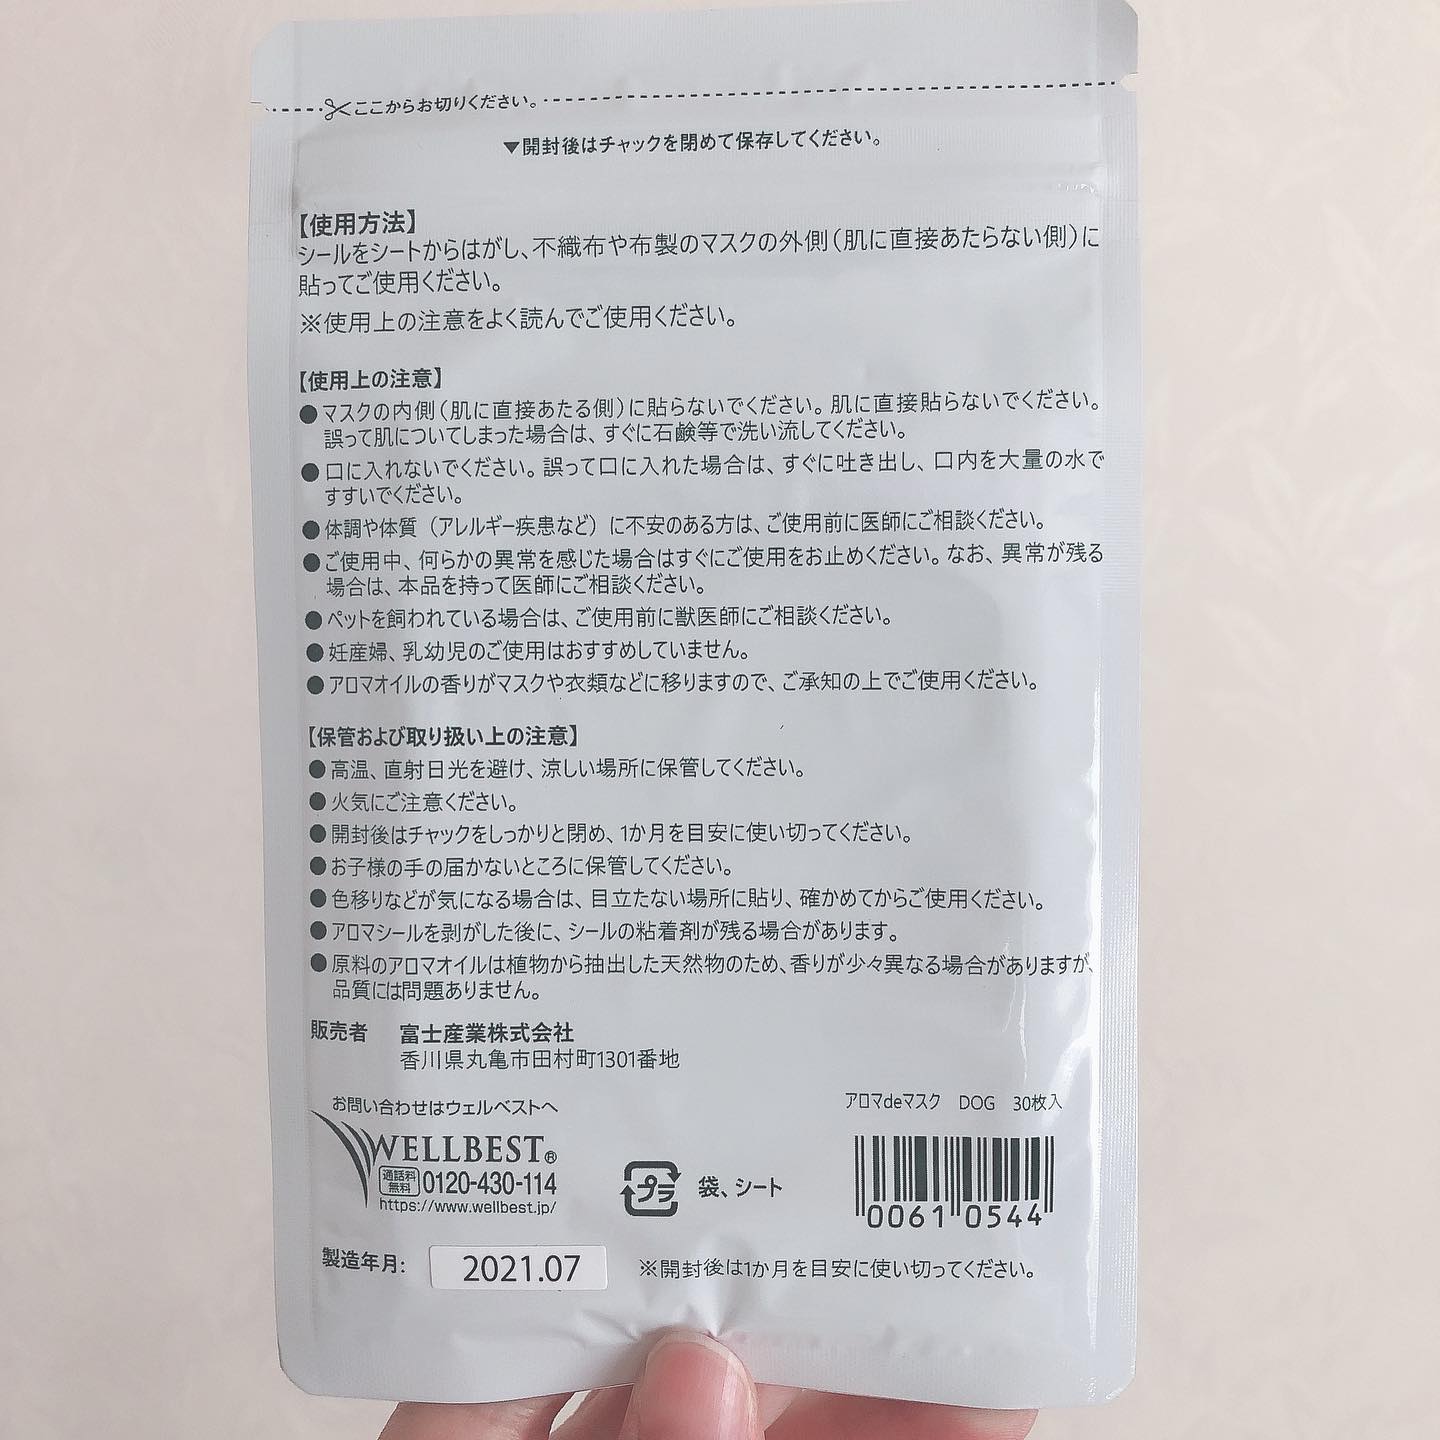 ここからお切りください。
▼開封後はチャックを閉めて保存してください。
【使用方法】
シールをシートからはがし、不織布や布製のマスクの外側(肌に直接あたらない側)に
貼ってご使用ください。
※使用上の注意をよく読んでご使用ください。
【使用上の注意】
●マスクの内側(肌に直接あたる側)に貼らないでください。肌に直接貼らないでください。
誤って肌についてしまった場合は、すぐに石鹸等で洗い流してください。
●口に入れないでください。誤って口に入れた場合は、すぐに吐き出し、口内を大量の水で
すすいでください。
●体調や体質（アレルギー疾患など）に不安のある方は、ご使用前に医師にご相談ください。
●ご使用中、何らかの異常を感じた場合はすぐにご使用をお止めください。なお、異常が残る
場合は、本品を持って医師にご相談ください。
●ペットを飼われている場合は、ご使用前に獣医師にご相談ください。
●妊産婦、乳幼児のご使用はおすすめしていません。
●アロマオイルの香りがマスクや衣類などに移りますので、ご承知の上でご使用ください。
【保管および取り扱い上の注意】
●高温、直射日光を避け、涼しい場所に保管してください。
●火気にご注意ください。
●開封後はチャックをしっかりと閉め、1か月を目安に使い切ってください。
●お子様の手の届かないところに保管してください。
●色移りなどが気になる場合は、目立たない場所に貼り、確かめてからご使用ください。
●アロマシールを剥がした後に、シールの粘着剤が残る場合があります。
●原料のアロマオイルは植物から抽出した天然物のため、香りが少々異なる場合がありますが、
品質には問題ありません。
販売者 富士産業株式会社
香川県丸亀市田村町1301番地
お問い合わせはウェルベストへ
WELLBEST®
通話料無料 0120-430-114
https://www.wellbest.jp/
プラ 袋、シート
アロマdeマスク DOG 30枚入
0061 0544
製造年月: 2021.07
※開封後は1か月を目安に使い切ってください。